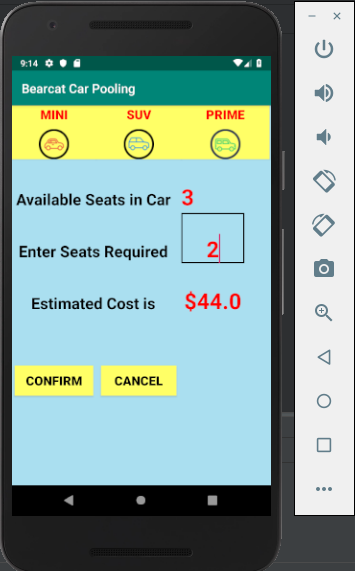 9:14
Bearcat Car Pooling
MINI SUV PRIME
Available Seats in Car 3
Enter Seats Required 2
Estimated Cost is $44.0
CONFIRM CANCEL